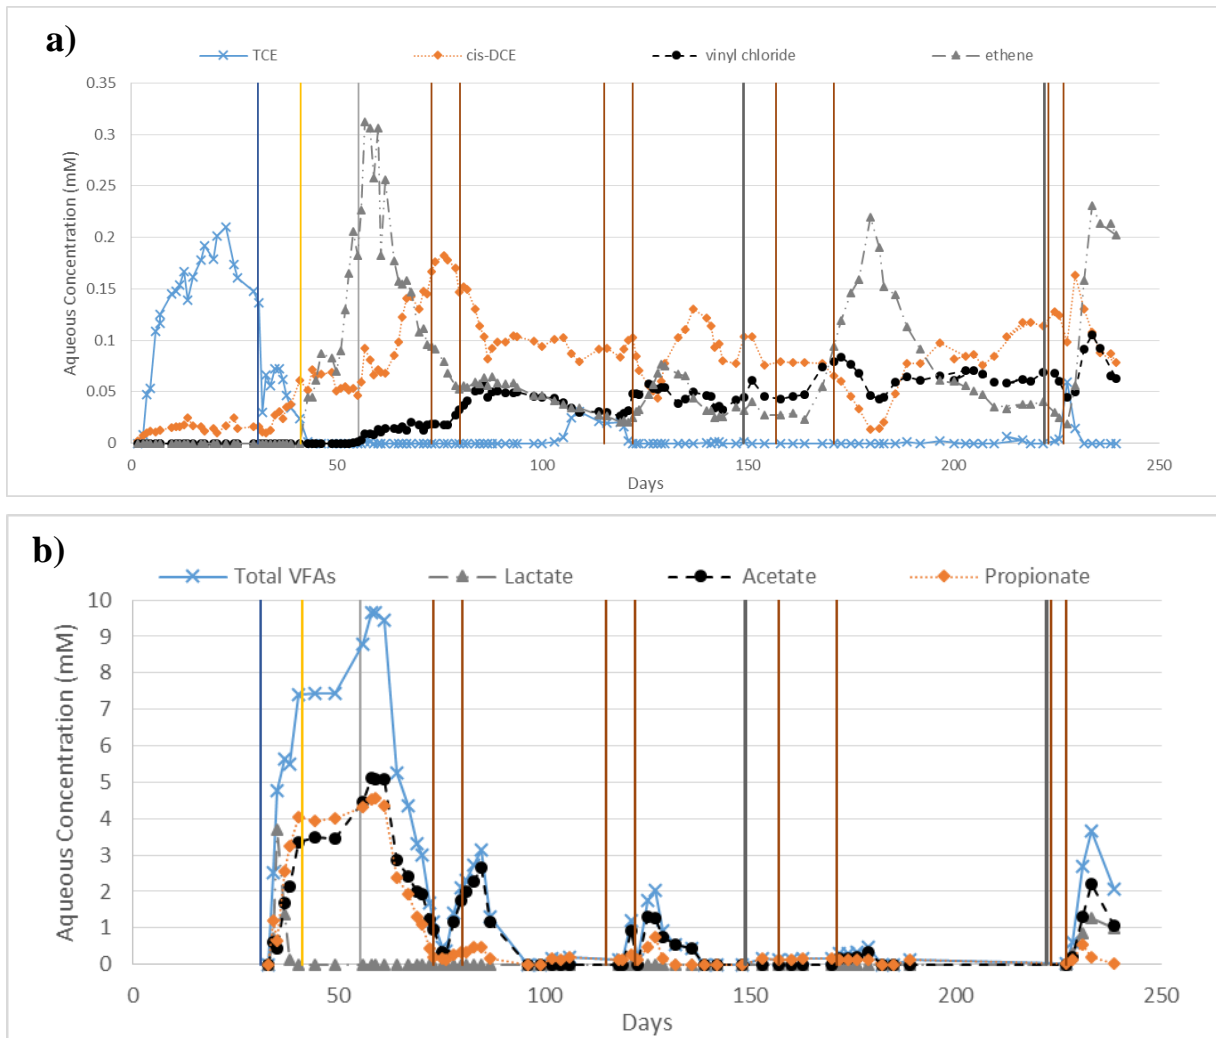 a)
TCE cis-DCE vinyl chloride ethene
Aqueous Concentration (mM)
0.35
0.3
0.25
0.2
0.15
0.1
0.05
0
0 50 100 150 200 250
Days
b)
Total VFAs Lactate Acetate Propionate
Aqueous Concentration (mM)
10
9
8
7
6
5
4
3
2
1
0
0 50 100 150 200 250
Days